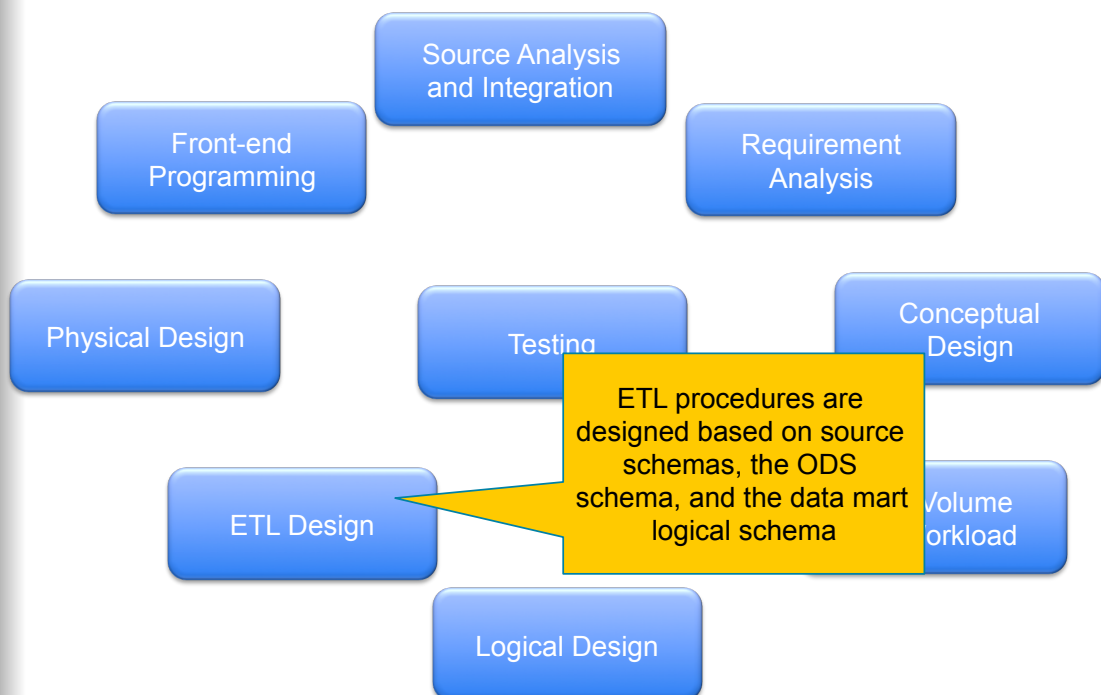 Source Analysis
and Integration
Front-end
Programming
Requirement
Analysis
Physical Design
Testing
Conceptual
Design
ETL procedures are
designed based on source
schemas, the ODS
schema, and the data mart
logical schema
ETL Design
Volume
Logical Design